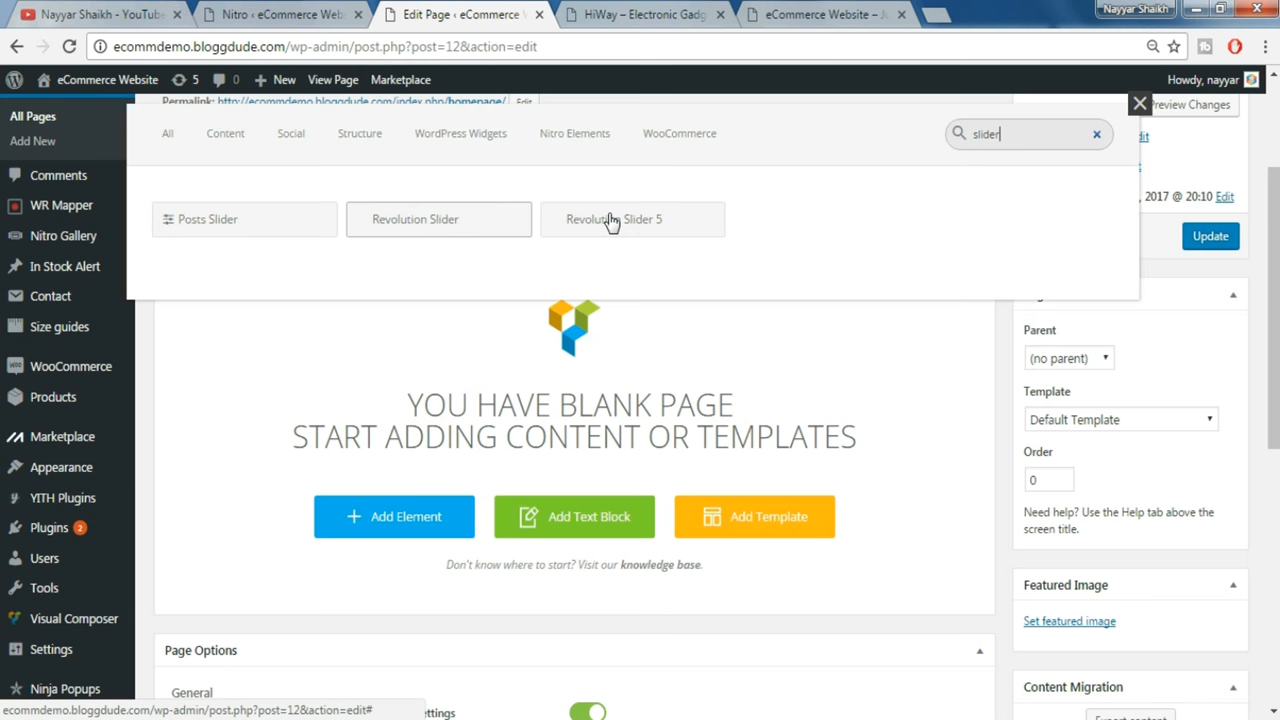 Nayyar Shaikh - YouTube
Nitro ‹ eCommerce Web
Edit Page ‹ eCommerce
HiWay – Electronic Gadg
eCommerce Website – J
Nayyar Shaikh
ecommdemo.bloggdude.com/wp-admin/post.php?post=12&action=edit
eCommerce Website
5
0
New
View Page
Marketplace
Howdy, nayyar
All Pages
Add New
Comments
WR Mapper
Nitro Gallery
In Stock Alert
Contact
Size guides
WooCommerce
Products
Marketplace
Appearance
YITH Plugins
Plugins 2
Users
Tools
Visual Composer
Settings
Ninja Popups
Permalink: http://ecommdemo.bloggdude.com/index.php/homepage/ Edit
All
Content
Social
Structure
WordPress Widgets
Nitro Elements
WooCommerce
slider
Posts Slider
Revolution Slider
Revolution Slider 5
YOU HAVE BLANK PAGE
START ADDING CONTENT OR TEMPLATES
Add Element
Add Text Block
Add Template
Don't know where to start? Visit our knowledge base.
Page Options
General
ettings
Preview Changes
dit
, 2017 @ 20:10 Edit
Update
Parent
(no parent)
Template
Default Template
Order
0
Need help? Use the Help tab above the
screen title.
Featured Image
Set featured image
Content Migration
Export content
ecommdemo.bloggdude.com/wp-admin/post.php?post=12&action=edit#